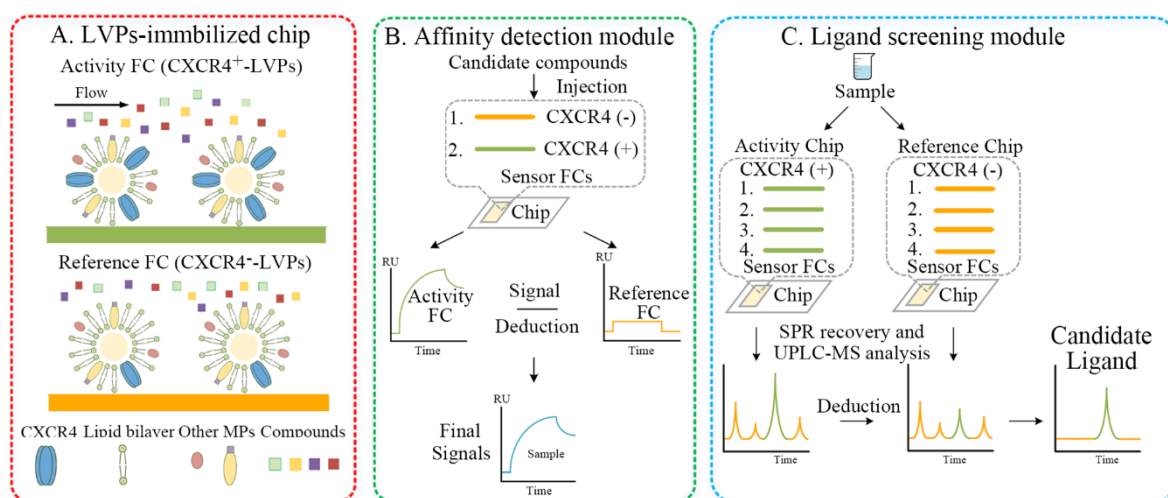 A. LVPs-immbilized chip
Activity FC (CXCR4⁺-LVPs)
Flow
Reference FC (CXCR4⁻-LVPs)
CXCR4 Lipid bilayer Other MPs Compounds
B. Affinity detection module
Candidate compounds
Injection
1. CXCR4 (-)
2. CXCR4 (+)
Sensor FCs
Chip
RU
Activity
FC
Time
Signal
Deduction
RU
Reference
FC
Time
Final
Signals
RU
Sample
Time
C. Ligand screening module
Sample
Activity Chip
CXCR4 (+)
1.
2.
3.
4.
Sensor FCs
Chip
Reference Chip
CXCR4 (-)
1.
2.
3.
4.
Sensor FCs
Chip
SPR recovery and
UPLC-MS analysis
Candidate
Ligand
Deduction
Time
Time
Time